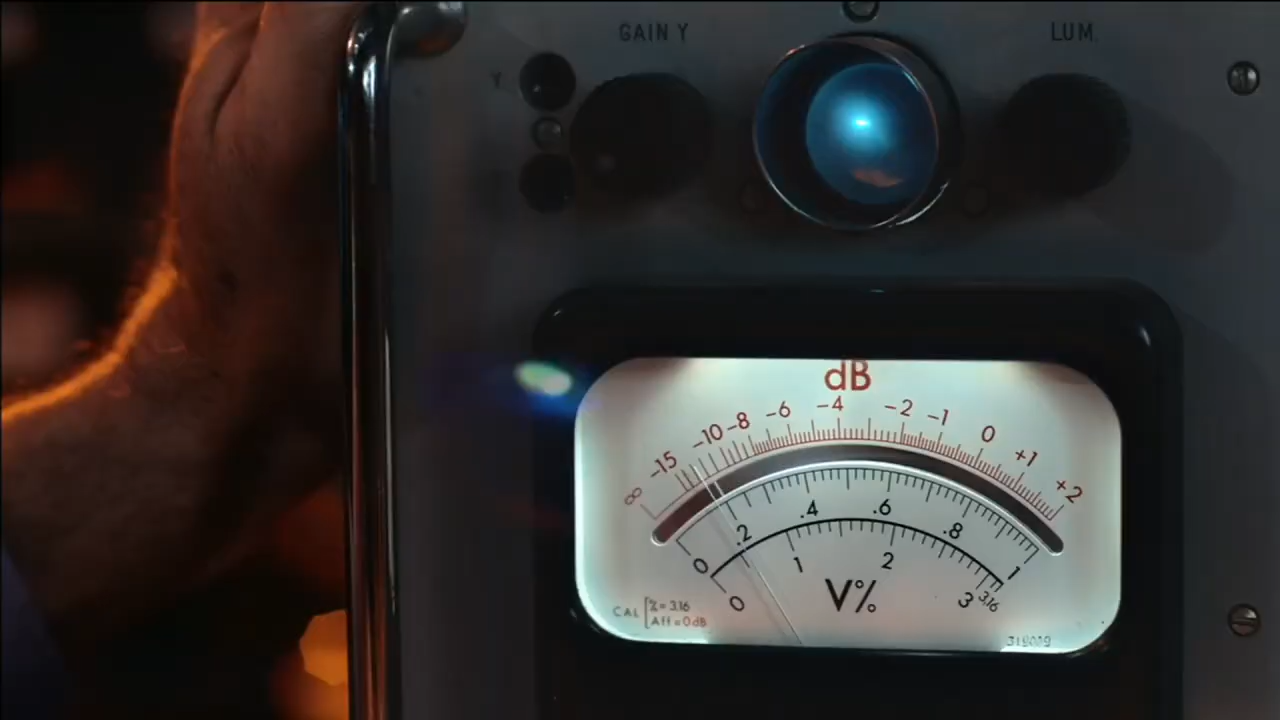 GAIN Y
LUM
Y
dB
∞ -15 -10 -8 -6 -4 -2 -1 0 +1 +2
0 .2 .4 .6 .8 1
0 1 2 3 3,16
V%
CAL [% = 3.16
Aff = 0dB